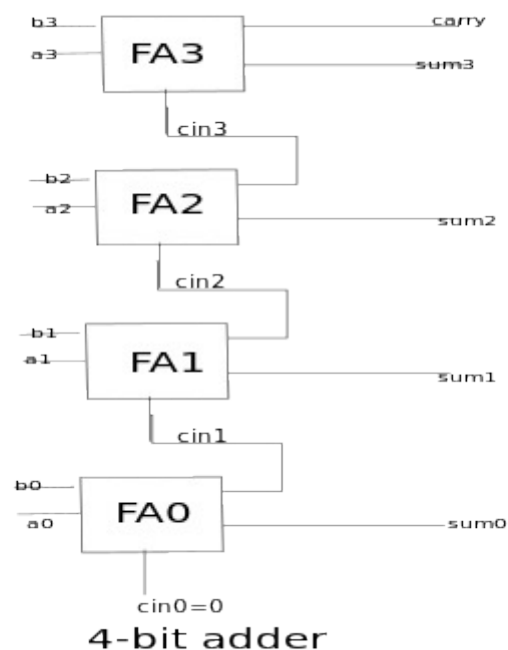 b3 carry
a3 FA3 sum3
cin3
b2
a2 FA2 sum2
cin2
b1
a1 FA1 sum1
cin1
b0
a0 FA0 sum0
cin0=0
4-bit adder